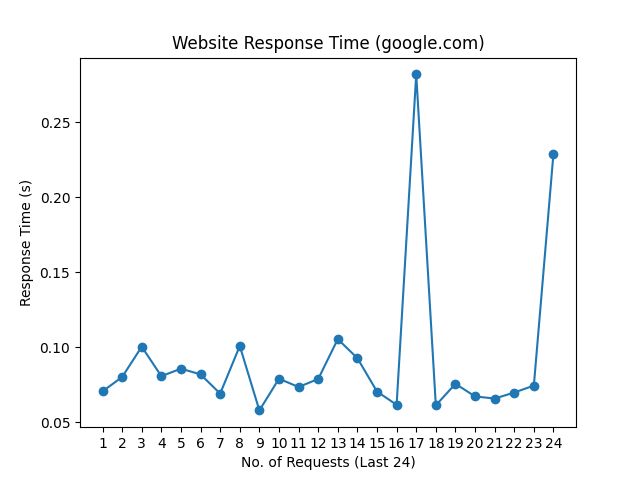 Website Response Time (google.com)
0.25
0.20
0.15
0.10
0.05
Response Time (s)
1 2 3 4 5 6 7 8 9 10 11 12 13 14 15 16 17 18 19 20 21 22 23 24
No. of Requests (Last 24)